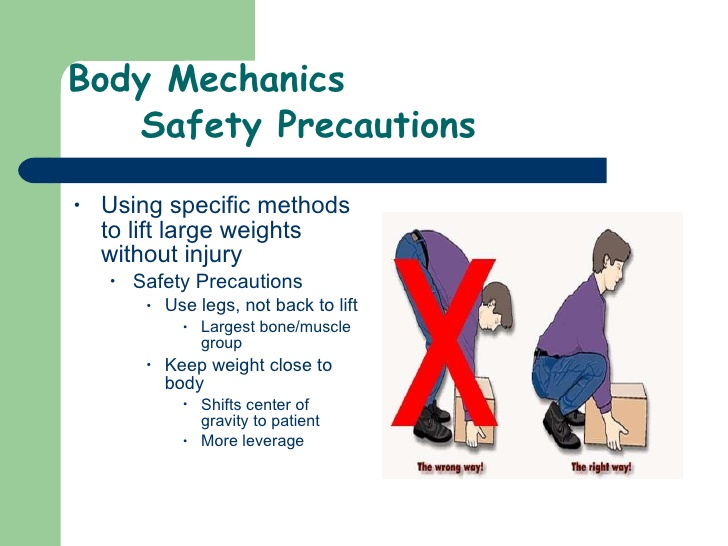 Body Mechanics
Safety Precautions
• Using specific methods
to lift large weights
without injury
• Safety Precautions
• Use legs, not back to lift
• Largest bone/muscle
group
• Keep weight close to
body
• Shifts center of
gravity to patient
• More leverage
X
The wrong way!
The right way!